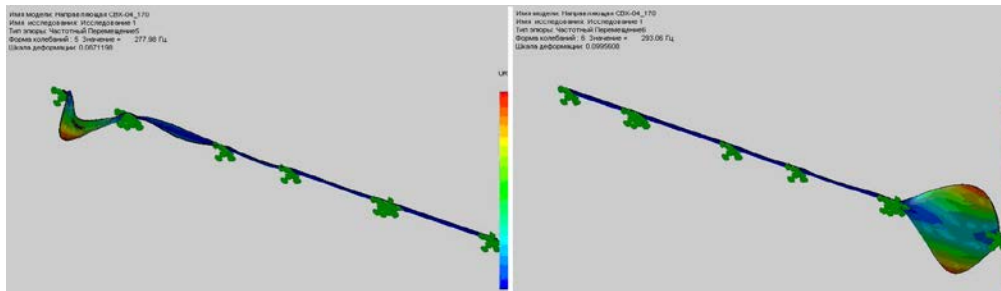 Имя модели: Направляющая СВХ-04_170
Имя исследования: Исследование 1
Тип эпюры: Частотный Перемещение5
Форма колебаний : 5 Значение = 277,98 Гц
Шкала деформации: 0.0671198
Имя модели: Направляющая СВХ-04_170
Имя исследования: Исследование 1
Тип эпюры: Частотный Перемещение6
Форма колебаний : 6 Значение = 293.06 Гц
Шкала деформации: 0.0995608